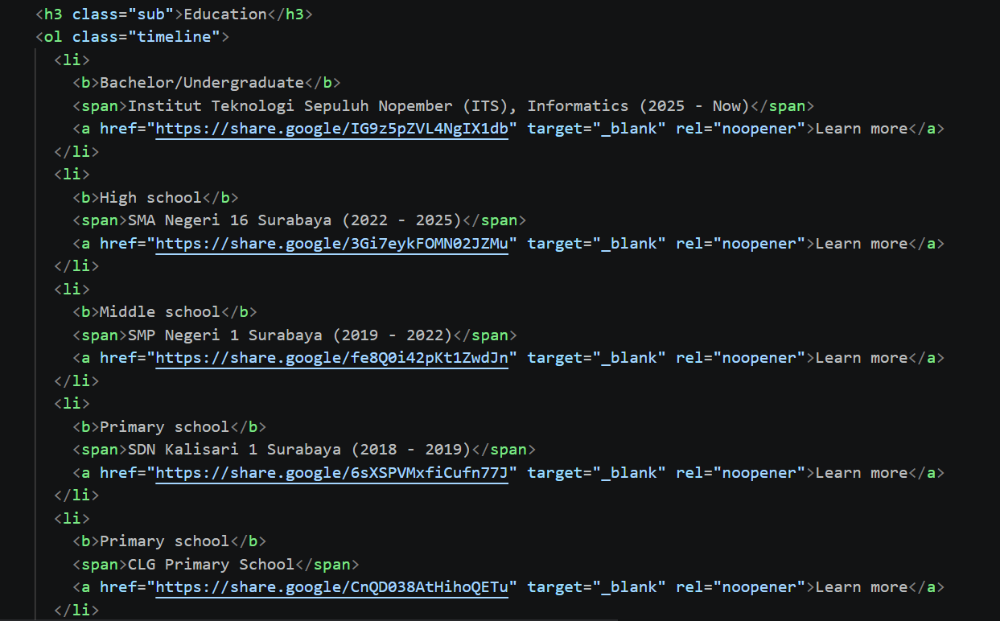 <h3 class="sub">Education</h3>
<ol class="timeline">
<li>
<b>Bachelor/Undergraduate</b>
<span>Institut Teknologi Sepuluh Nopember (ITS), Informatics (2025 - Now)</span>
<a href="https://share.google/IG9z5pZVL4NgIX1db" target="_blank" rel="noopener">Learn more</a>
</li>
<li>
<b>High school</b>
<span>SMA Negeri 16 Surabaya (2022 - 2025)</span>
<a href="https://share.google/3Gi7eykFOMN02JZMu" target="_blank" rel="noopener">Learn more</a>
</li>
<li>
<b>Middle school</b>
<span>SMP Negeri 1 Surabaya (2019 - 2022)</span>
<a href="https://share.google/fe8Q0i42pKt1ZwdJn" target="_blank" rel="noopener">Learn more</a>
</li>
<li>
<b>Primary school</b>
<span>SDN Kalisari 1 Surabaya (2018 - 2019)</span>
<a href="https://share.google/6sXSPVMxfiCufn77J" target="_blank" rel="noopener">Learn more</a>
</li>
<li>
<b>Primary school</b>
<span>CLG Primary School</span>
<a href="https://share.google/CnQD038AtHihoQETu" target="_blank" rel="noopener">Learn more</a>
</li>